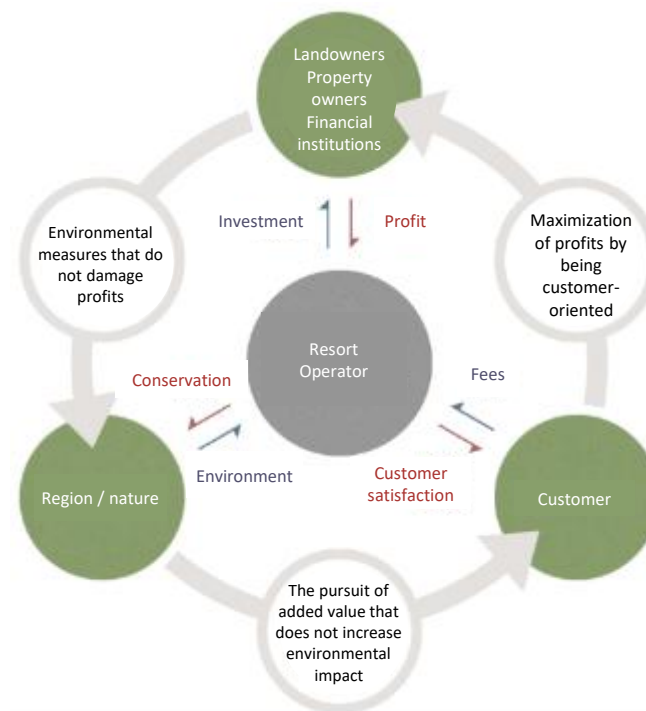 Landowners
Property
owners
Financial
institutions
Investment
Profit
Environmental
measures that do
not damage
profits
Maximization
of profits by
being
customer-
oriented
Resort
Operator
Conservation
Fees
Environment
Customer
satisfaction
Region / nature
Customer
The pursuit of
added value that
does not increase
environmental
impact